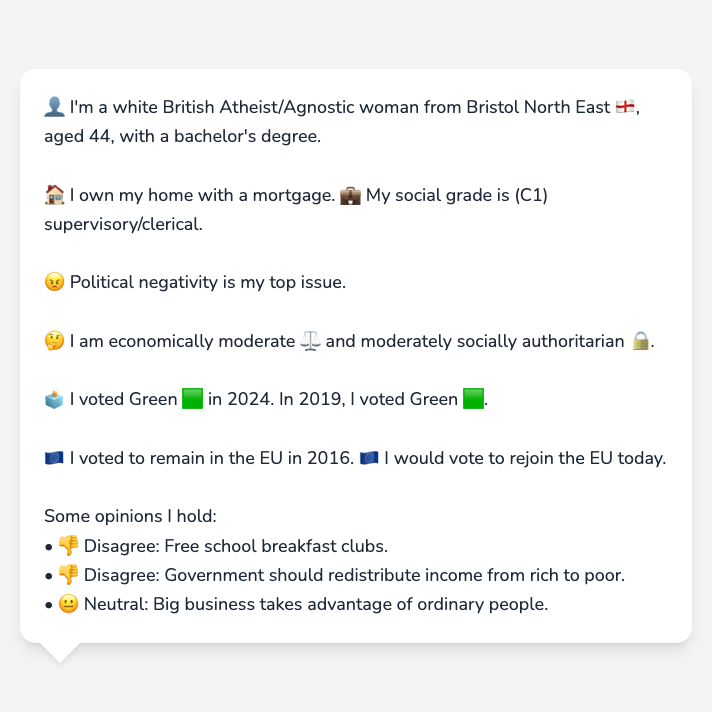 👤 I'm a white British Atheist/Agnostic woman from Bristol North East 🏴󠁧󠁢󠁥󠁮󠁧󠁿,
aged 44, with a bachelor's degree.
🏠 I own my home with a mortgage. 💼 My social grade is (C1)
supervisory/clerical.
😠 Political negativity is my top issue.
🤔 I am economically moderate ⚖️ and moderately socially authoritarian 🔒.
🗳️ I voted Green 🟩 in 2024. In 2019, I voted Green 🟩.
🇪🇺 I voted to remain in the EU in 2016. 🇪🇺 I would vote to rejoin the EU today.
Some opinions I hold:
• 👎 Disagree: Free school breakfast clubs.
• 👎 Disagree: Government should redistribute income from rich to poor.
• 😐 Neutral: Big business takes advantage of ordinary people.